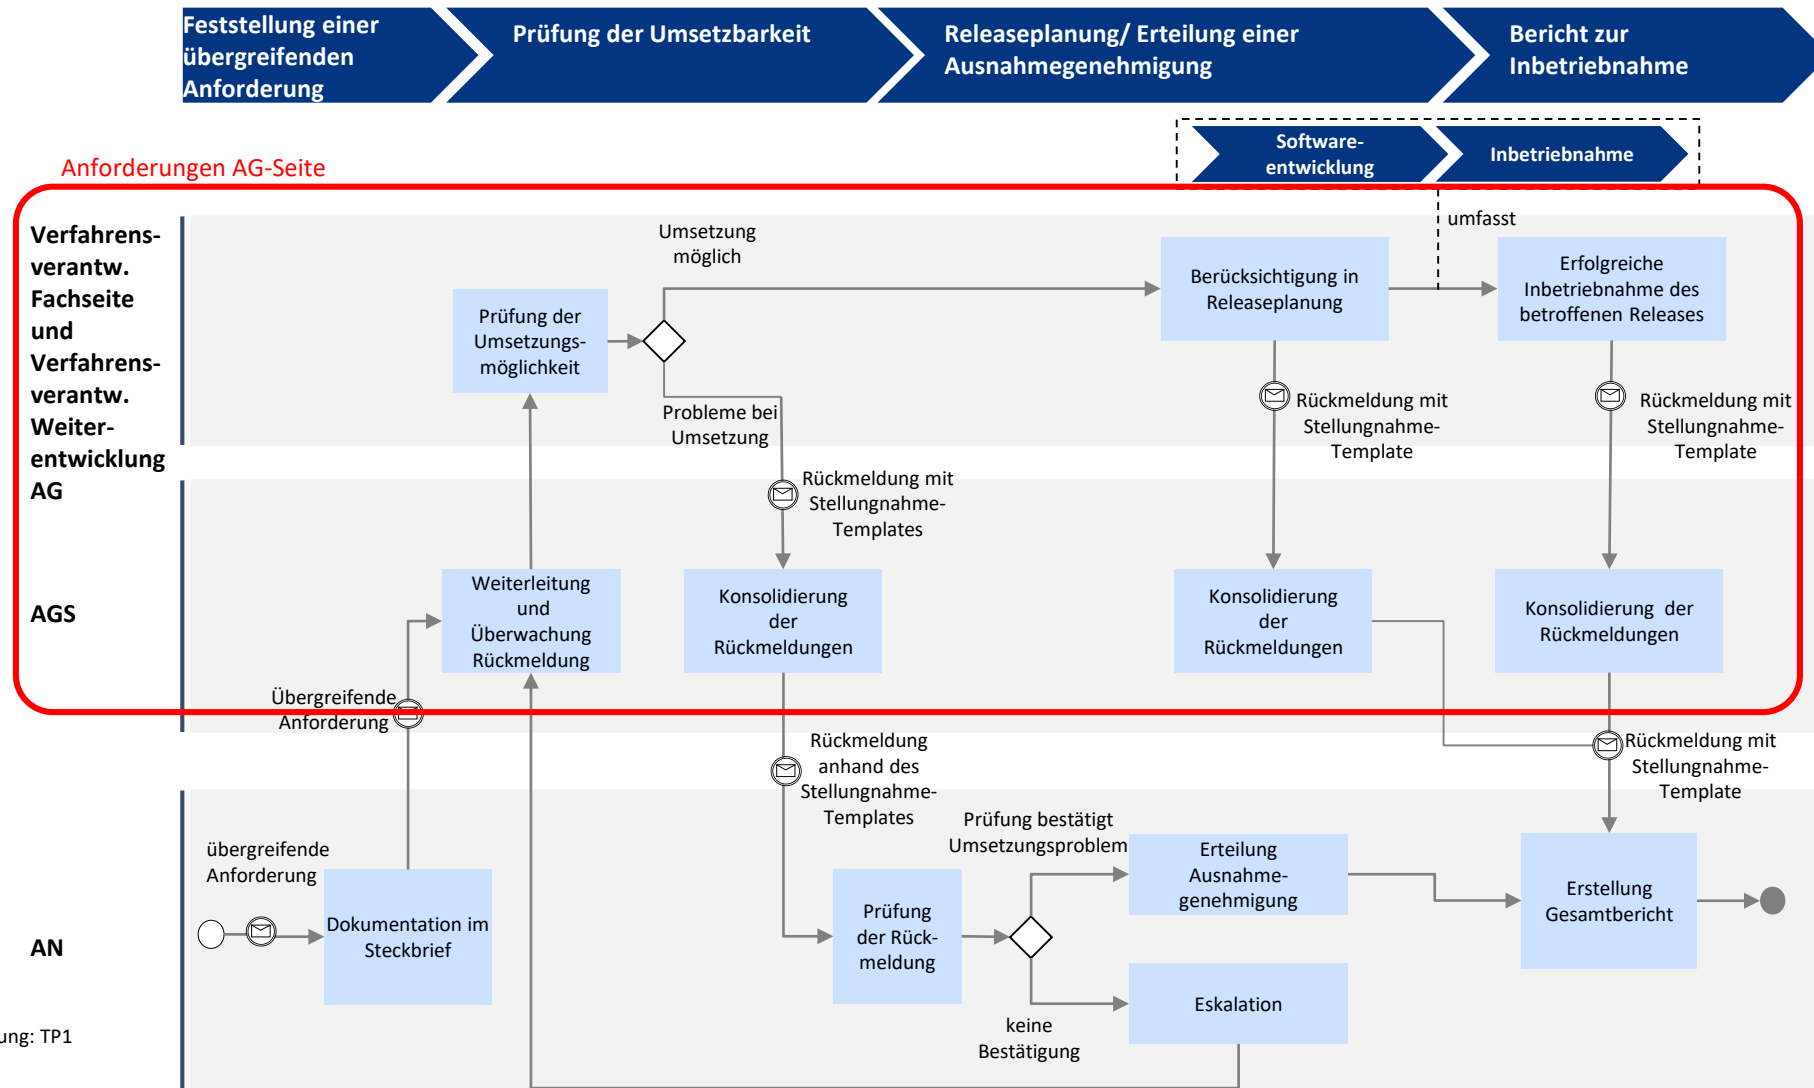 Feststellung einer
übergreifenden
Anforderung
Prüfung der Umsetzbarkeit
Releaseplanung/ Erteilung einer
Ausnahmegenehmigung
Bericht zur
Inbetriebnahme
Software-
entwicklung
Inbetriebnahme
Anforderungen AG-Seite
umfasst
Verfahrens-
verantw.
Fachseite
und
Verfahrens-
verantw.
Weiter-
entwicklung
AG
Umsetzung
möglich
Prüfung der
Umsetzungs-
möglichkeit
Berücksichtigung in
Releaseplanung
Erfolgreiche
Inbetriebnahme des
betroffenen Releases
Probleme bei
Umsetzung
Rückmeldung mit
Stellungnahme-
Template
Rückmeldung mit
Stellungnahme-
Template
Rückmeldung mit
Stellungnahme-
Templates
AGS
Weiterleitung
und
Überwachung
Rückmeldung
Konsolidierung
der
Rückmeldungen
Konsolidierung
der
Rückmeldungen
Konsolidierung der
Rückmeldungen
Übergreifende
Anforderung
Rückmeldung
anhand des
Stellungnahme-
Templates
Rückmeldung mit
Stellungnahme-
Template
AN
übergreifende
Anforderung
Dokumentation im
Steckbrief
Prüfung
der Rück-
meldung
Prüfung bestätigt
Umsetzungsproblem
Erteilung
Ausnahme-
genehmigung
Erstellung
Gesamtbericht
keine
Bestätigung
Eskalation
ung: TP1